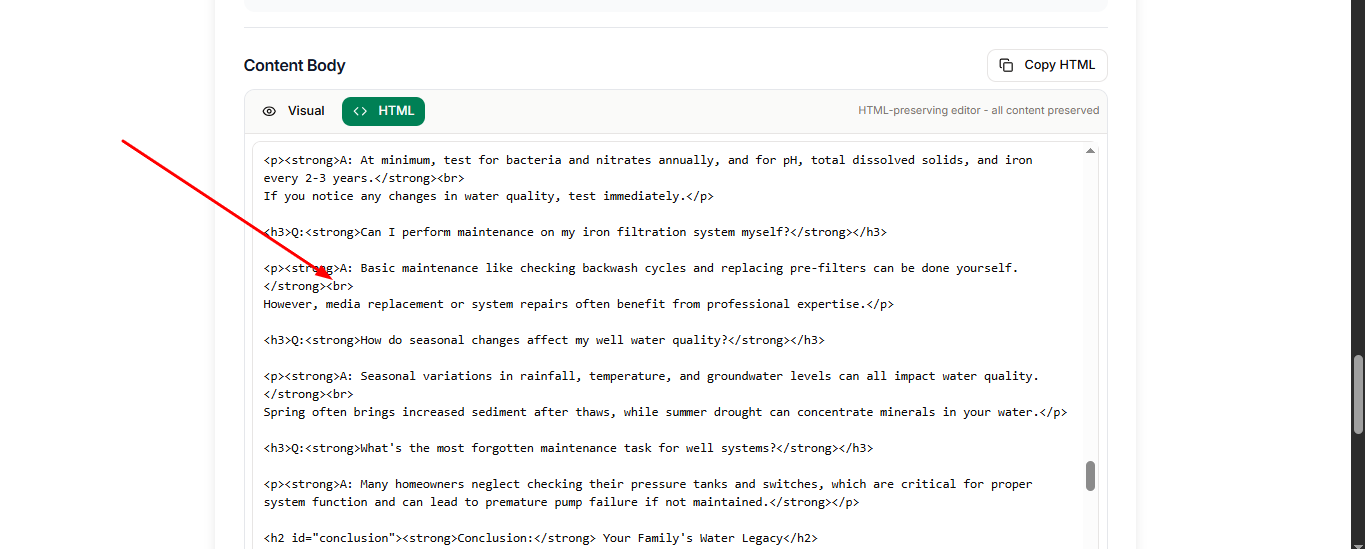 Content Body
Copy HTML
Visual
<> HTML
HTML-preserving editor - all content preserved
<p><strong>A: At minimum, test for bacteria and nitrates annually, and for pH, total dissolved solids, and iron
every 2-3 years.</strong><br>
If you notice any changes in water quality, test immediately.</p>
<h3>Q:<strong>Can I perform maintenance on my iron filtration system myself?</strong></h3>
<p><strong>A: Basic maintenance like checking backwash cycles and replacing pre-filters can be done yourself.
</strong><br>
However, media replacement or system repairs often benefit from professional expertise.</p>
<h3>Q:<strong>How do seasonal changes affect my well water quality?</strong></h3>
<p><strong>A: Seasonal variations in rainfall, temperature, and groundwater levels can all impact water quality.
</strong><br>
Spring often brings increased sediment after thaws, while summer drought can concentrate minerals in your water.</p>
<h3>Q:<strong>What's the most forgotten maintenance task for well systems?</strong></h3>
<p><strong>A: Many homeowners neglect checking their pressure tanks and switches, which are critical for proper
system function and can lead to premature pump failure if not maintained.</strong></p>
<h2 id="conclusion"><strong>Conclusion:</strong> Your Family's Water Legacy</h2>